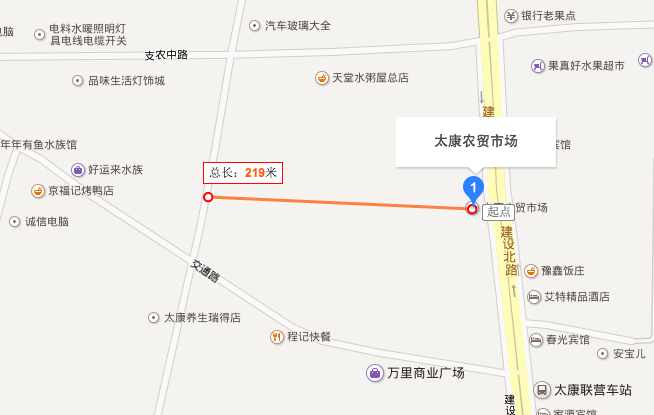 电料水暖照明灯
具电线电缆开关
电脑
汽车玻璃大全
银行老果点
支农中路
果真好水果超市
品味生活灯饰城
天堂水粥屋总店
建
太康农贸市场
年年有鱼水族馆
宾馆
好运来水族
总长：219米
京福记烤鸭店
1
贸市场
起点
诚信电脑
建设北路
交通路
豫鑫饭庄
艾特精品酒店
太康养生瑞得店
程记快餐
春光宾馆
安宝儿
万里商业广场
太康联营车站
建设
家源宾馆